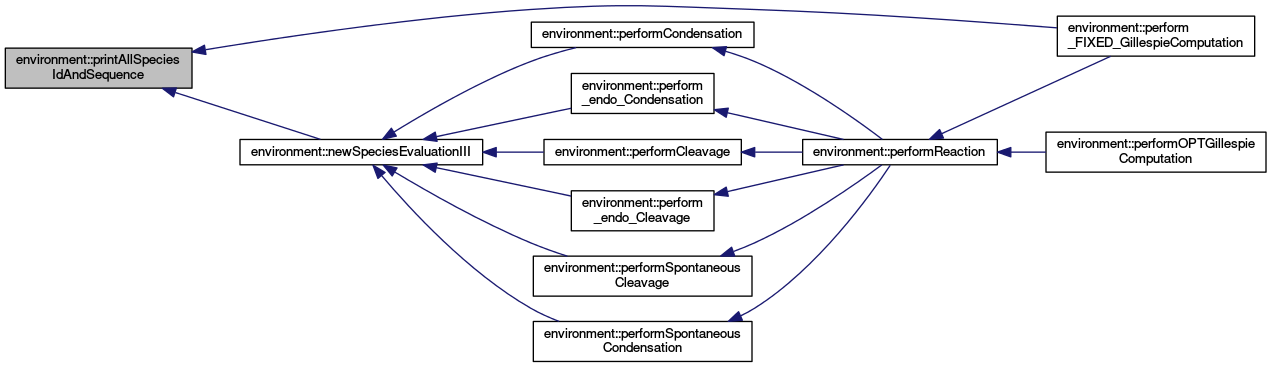 environment::printAllSpecies
IdAndSequence
environment::newSpeciesEvaluationIII
environment::performCondensation
environment::perform
_endo_Condensation
environment::performCleavage
environment::perform
_endo_Cleavage
environment::performSpontaneous
Cleavage
environment::performSpontaneous
Condensation
environment::performReaction
environment::perform
_FIXED_GillespieComputation
environment::performOPTGillespie
Computation